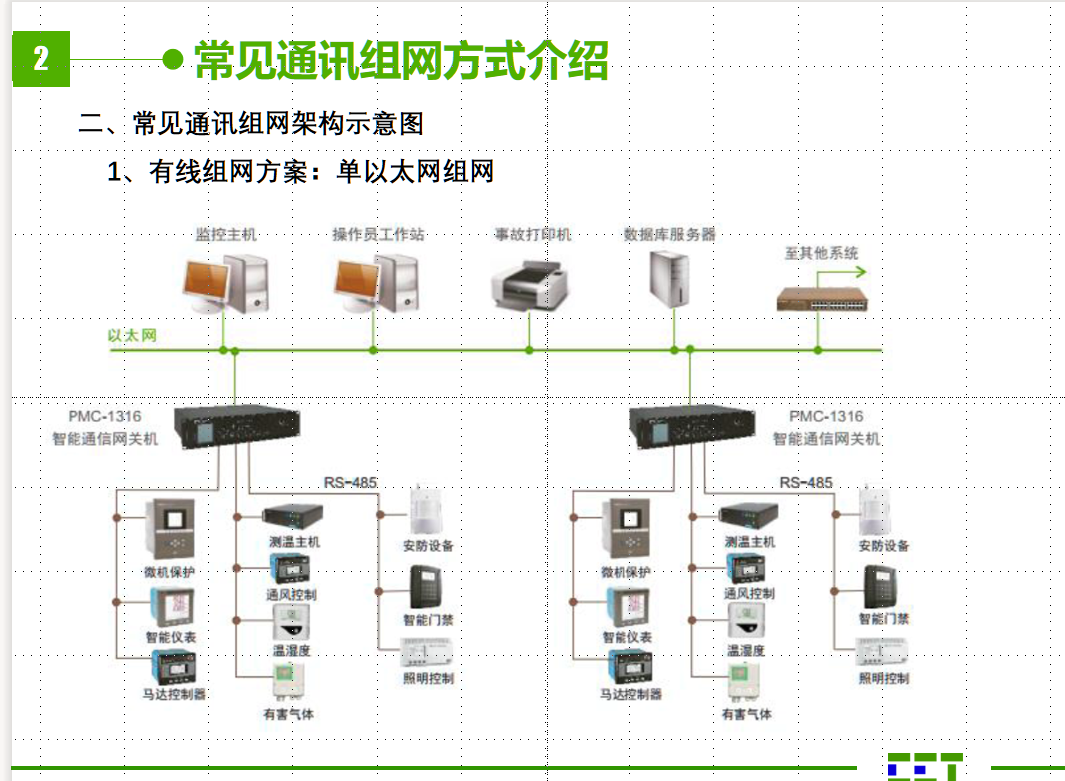 2
常见通讯组网方式介绍
二、常见通讯组网架构示意图
1、有线组网方案：单以太网组网
监控主机
操作员工作站
事故打印机
数据库服务器
至其他系统
以太网
PMC-1316
智能通信网关机
PMC-1316
智能通信网关机
RS-485
微机保护
智能仪表
马达控制器
测温主机
通风控制
温湿度
有害气体
安防设备
智能门禁
照明控制
RS-485
微机保护
智能仪表
马达控制器
测温主机
通风控制
温湿度
有害气体
安防设备
智能门禁
照明控制
CET